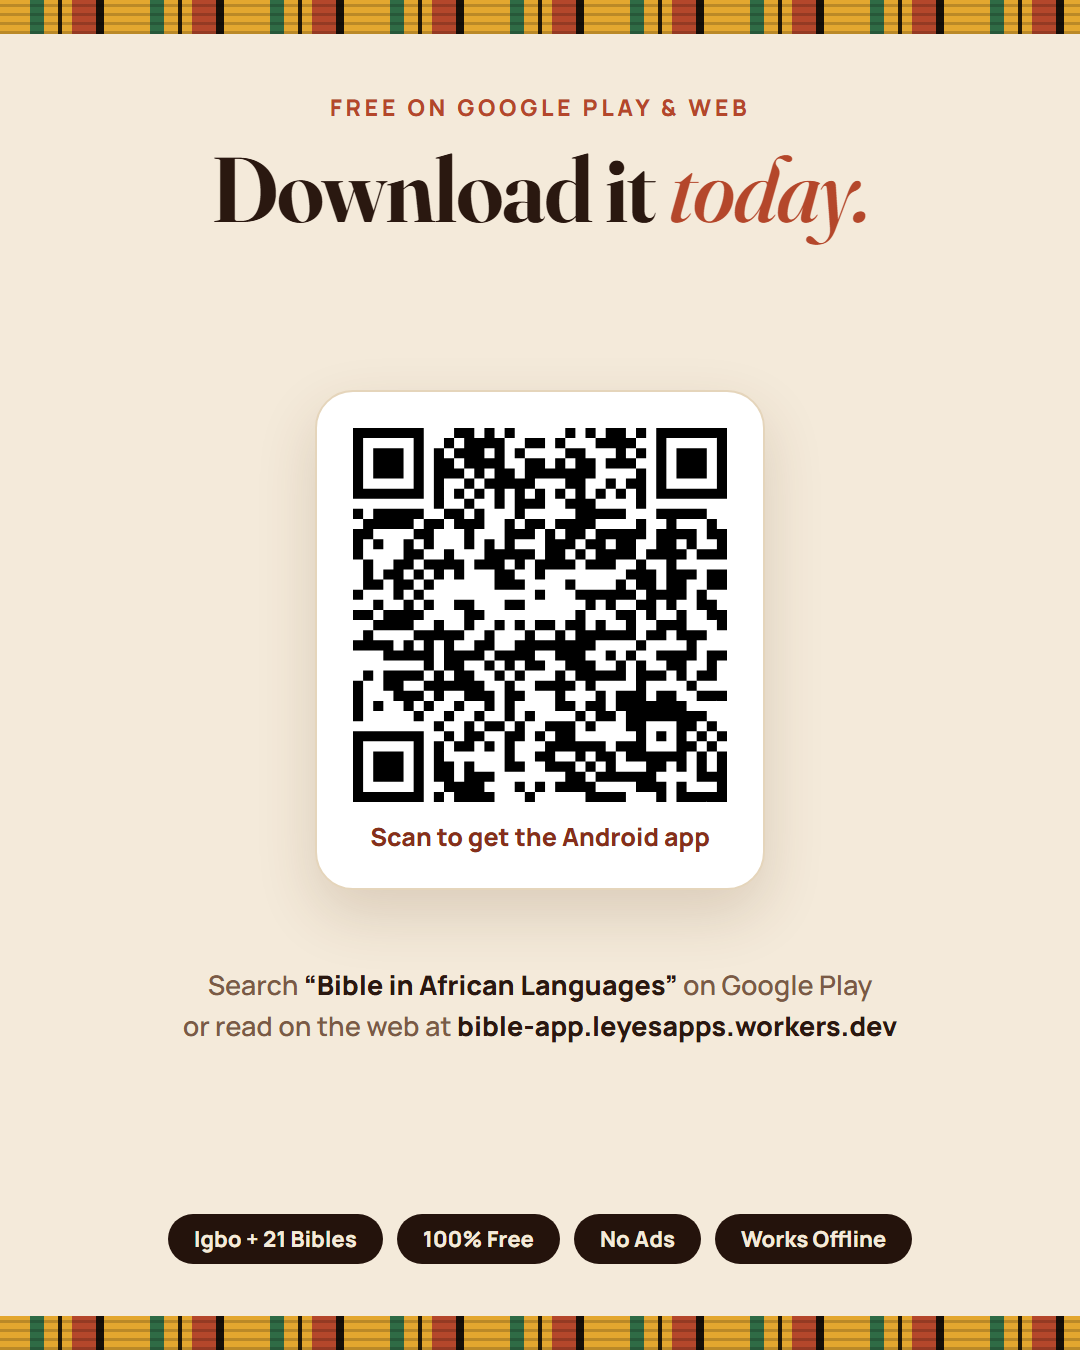 FREE ON GOOGLE PLAY & WEB
Download it today.
Scan to get the Android app
Search “Bible in African Languages” on Google Play
or read on the web at bible-app.leyesapps.workers.dev
Igbo + 21 Bibles
100% Free
No Ads
Works Offline